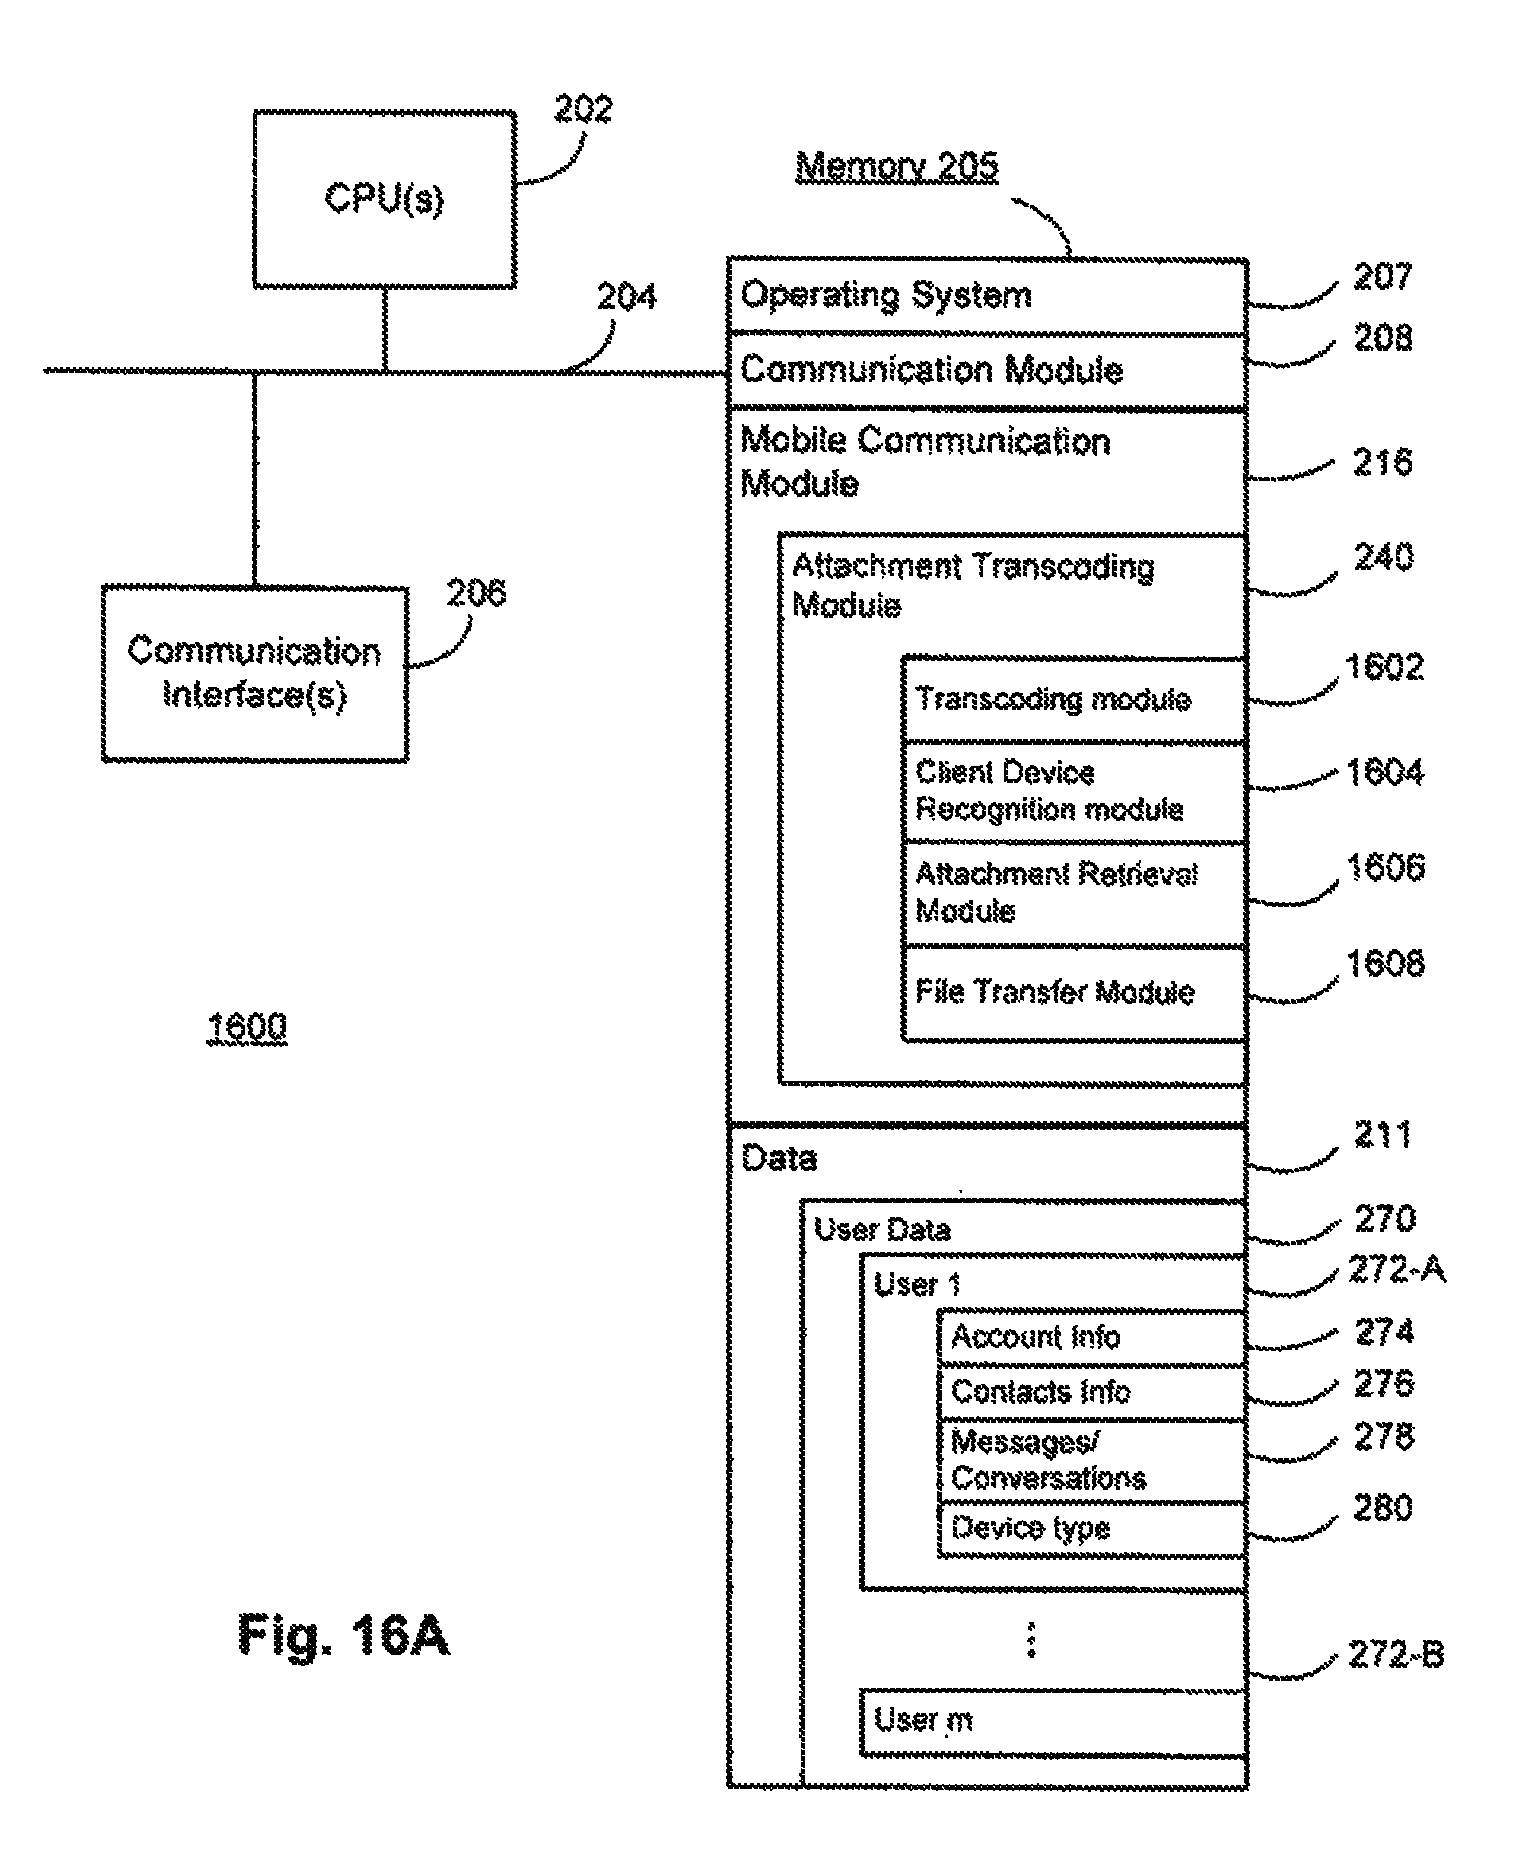 202
CPU(s)
Memory 205
204
Operating System
207
Communication Module
208
Mobile Communication
Module
216
Attachment Transcoding
Module
240
206
Communication
Interface(s)
Transcoding module
1602
Client Device
Recognition module
1604
Attachment Retrieval
Module
1606
File Transfer Module
1608
1600
Data
211
User Data
270
User 1
272-A
Account Info
274
Contacts Info
276
Messages/
Conversations
278
Device type
280
⋮
272-B
User m
Fig. 16A